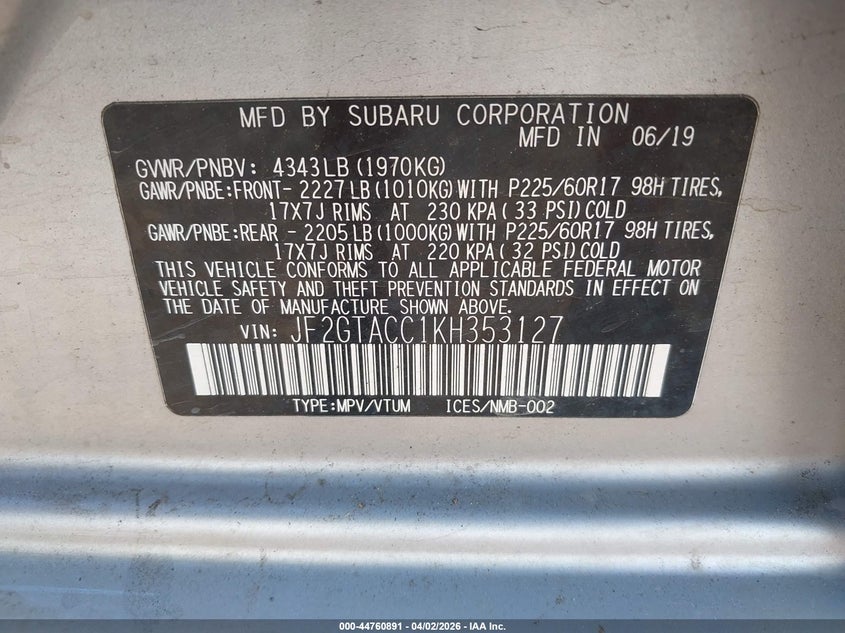 MFD BY SUBARU CORPORATION
MFD IN 06/19
GVWR/PNBV: 4343LB (1970KG)
GAWR/PNBE:FRONT- 2227 LB (1010KG) WITH P225/60R17 98H TIRES,
17X7J RIMS AT 230 KPA ( 33 PSI) COLD
GAWR/PNBE:REAR - 2205 LB (1000KG) WITH P225/60R17 98H TIRES,
17X7J RIMS AT 220 KPA ( 32 PSI) COLD
THIS VEHICLE CONFORMS TO ALL APPLICABLE FEDERAL MOTOR
VEHICLE SAFETY AND THEFT PREVENTION STANDARDS IN EFFECT ON
THE DATE OF MANUFACTURE SHOWN ABOVE.
VIN: JF2GTACC1KH353127
TYPE:MPV/VTUM ICES/NMB-002
000-44760891 | 04/02/2026 - IAA Inc.